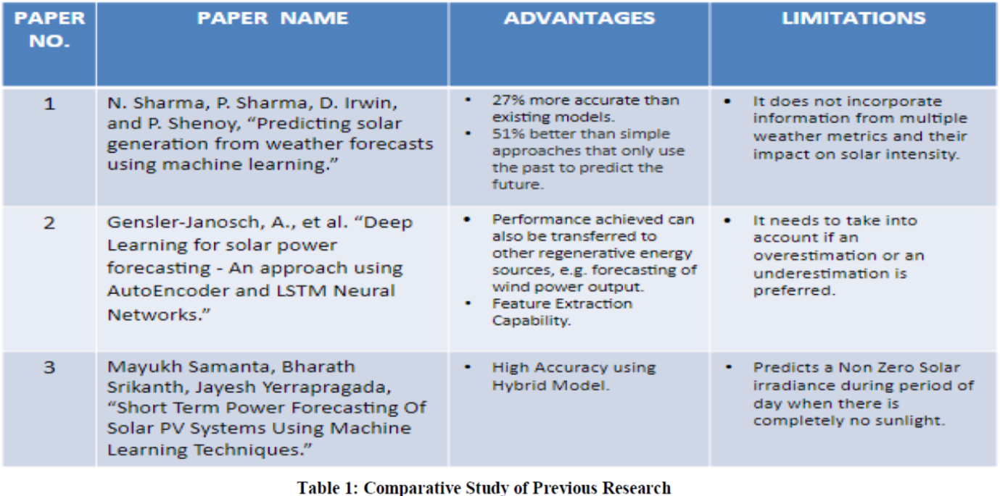 PAPER NO.
PAPER NAME
ADVANTAGES
LIMITATIONS
1
N. Sharma, P. Sharma, D. Irwin,
and P. Shenoy, “Predicting solar
generation from weather forecasts
using machine learning.”
• 27% more accurate than
existing models.
• 51% better than simple
approaches that only use
the past to predict the
future.
• It does not incorporate
information from multiple
weather metrics and their
impact on solar intensity.
2
Gensler-Janosch, A., et al. “Deep
Learning for solar power
forecasting - An approach using
AutoEncoder and LSTM Neural
Networks.”
• Performance achieved can
also be transferred to
other regenerative energy
sources, e.g. forecasting of
wind power output.
• Feature Extraction
Capability.
• It needs to take into
account if an
overestimation or an
underestimation is
preferred.
3
Mayukh Samanta, Bharath
Srikanth, Jayesh Yerrapragada,
“Short Term Power Forecasting Of
Solar PV Systems Using Machine
Learning Techniques.”
• High Accuracy using
Hybrid Model.
• Predicts a Non Zero Solar
irradiance during period of
day when there is
completely no sunlight.
Table 1: Comparative Study of Previous Research